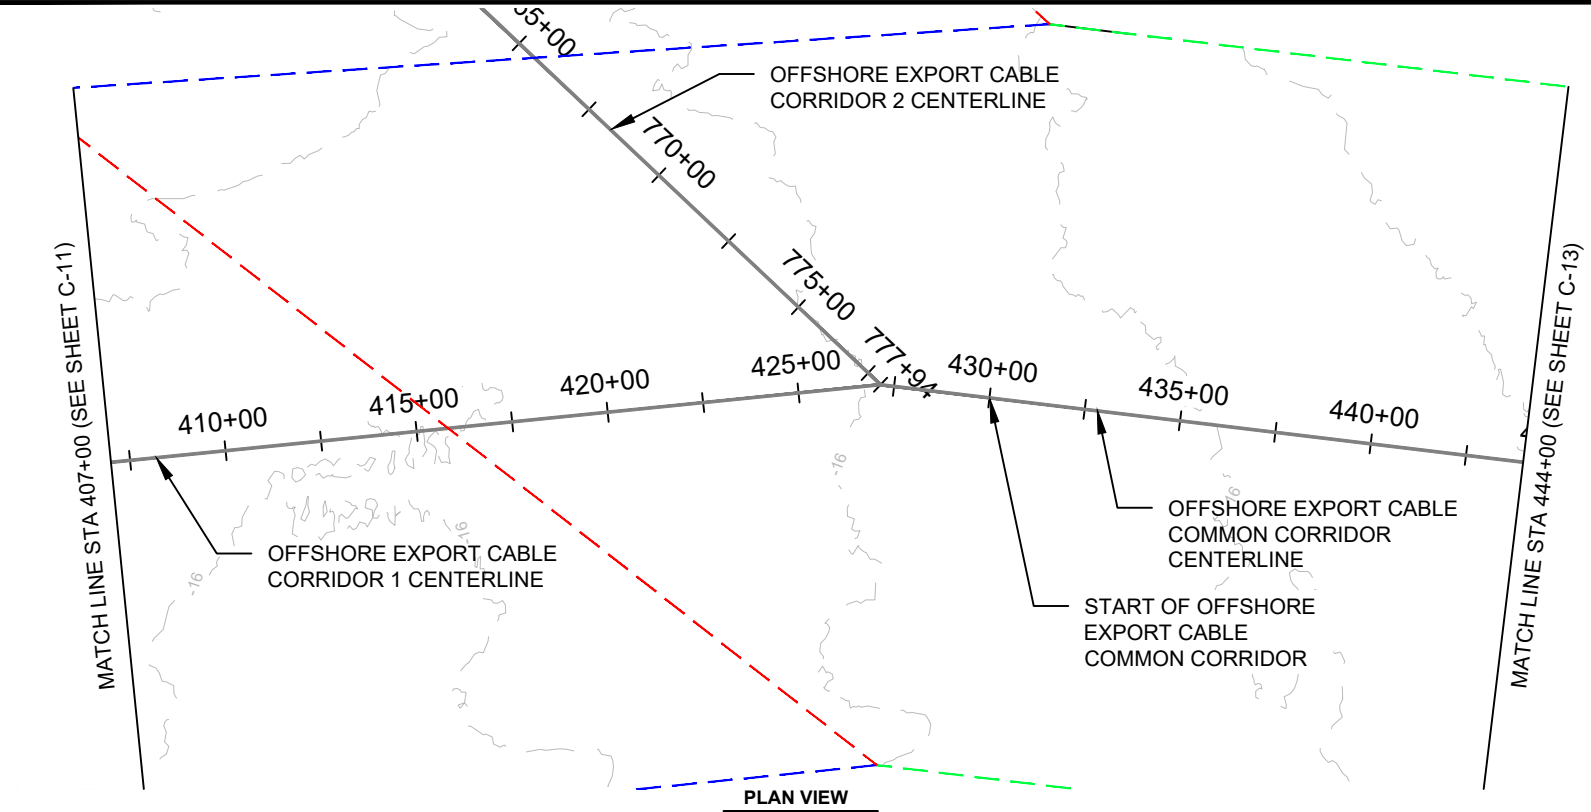 OFFSHORE EXPORT CABLE
CORRIDOR 2 CENTERLINE
770+00
775+00
777+94
MATCH LINE STA 407+00 (SEE SHEET C-11)
410+00
415+00
420+00
425+00
430+00
435+00
440+00
MATCH LINE STA 444+00 (SEE SHEET C-13)
-16
-16
-16
-16
OFFSHORE EXPORT CABLE
CORRIDOR 1 CENTERLINE
OFFSHORE EXPORT CABLE
COMMON CORRIDOR
CENTERLINE
START OF OFFSHORE
EXPORT CABLE
COMMON CORRIDOR
PLAN VIEW